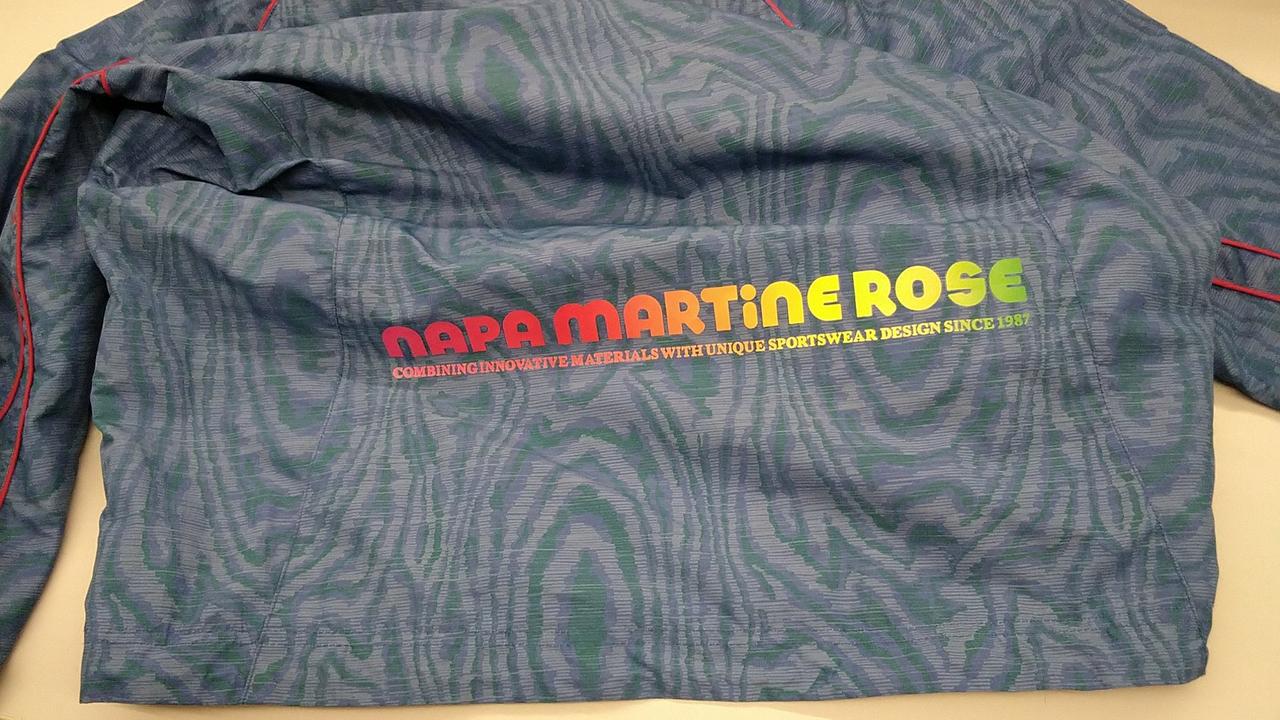 NAPA MARTiNE ROSE
COMBINING INNOVATIVE MATERIALS WITH UNIQUE SPORTSWEAR DESIGN SINCE 1987